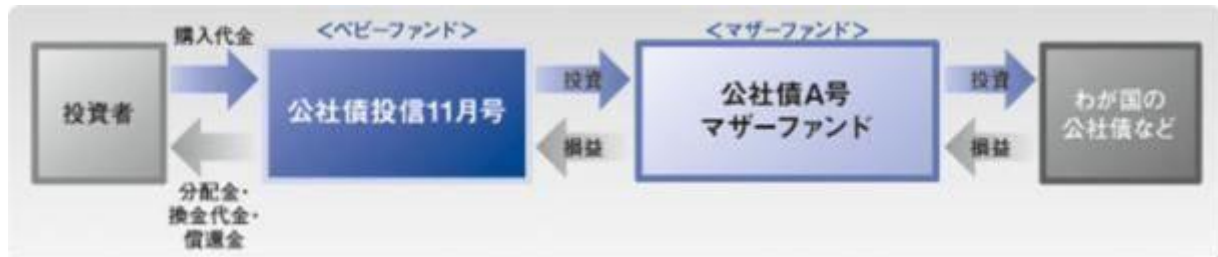 購入代金
<ベビーファンド>
<マザーファンド>
投資者
公社債投信11月号
投資
公社債A号
マザーファンド
投資
わが国の
公社債など
損益
損益
分配金・
換金代金・
償還金